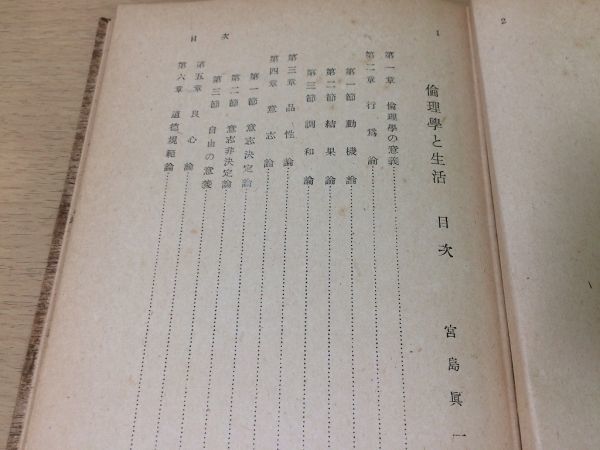 2
1
倫理學と生活 目次
宮島眞一
第一章 倫理學の意義
第二章 行爲論
第一節 動機論
第二節 結果論
第三節 調和論
第三章 品性論
第四章 意志論
第一節 意志決定論
第二節 意志非決定論
第三節 自由の意義
第五章 良心論
第六章 道德規範論
目次